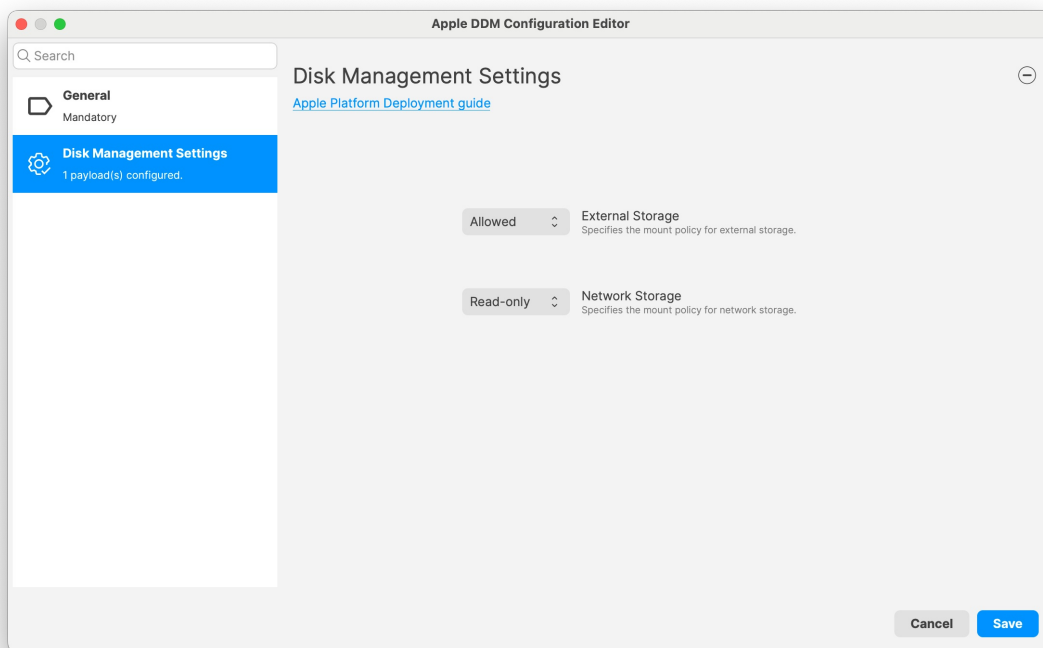 Apple DDM Configuration Editor
Search
General
Mandatory
Disk Management Settings
1 payload(s) configured.
Disk Management Settings
Apple Platform Deployment guide
Allowed
External Storage
Specifies the mount policy for external storage.
Read-only
Network Storage
Specifies the mount policy for network storage.
Cancel
Save